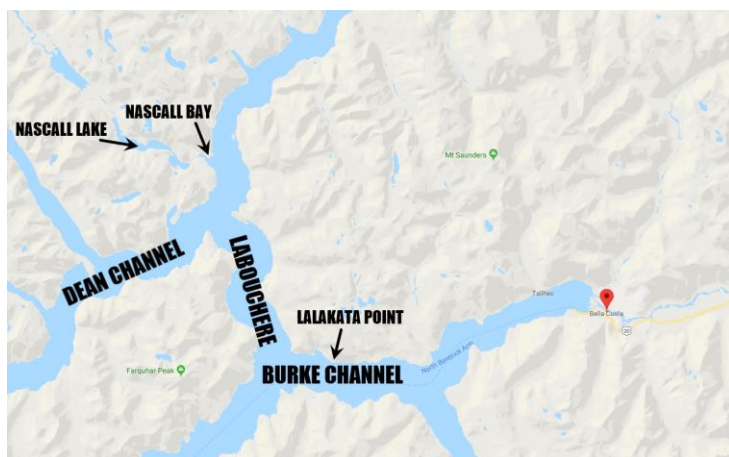 NASCALL BAY
NASCALL LAKE
Mt Saunders
DEAN CHANNEL
LABOUCHERE
Tallheo
Bella Coola
20
LALAKATA POINT
North Bentinck Arm
Farquhar Peak
BURKE CHANNEL